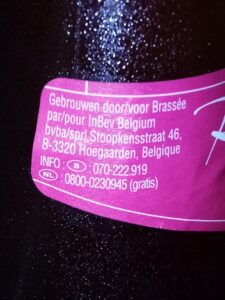 Gebrouwen door/voor Brassée
par/pour InBev Belgium
bvba/sprl, Stoopkensstraat 46,
B-3320 Hoegaarden, Belgique
INFO : B : 070-222.919
NL : 0800-0230945 (gratis)